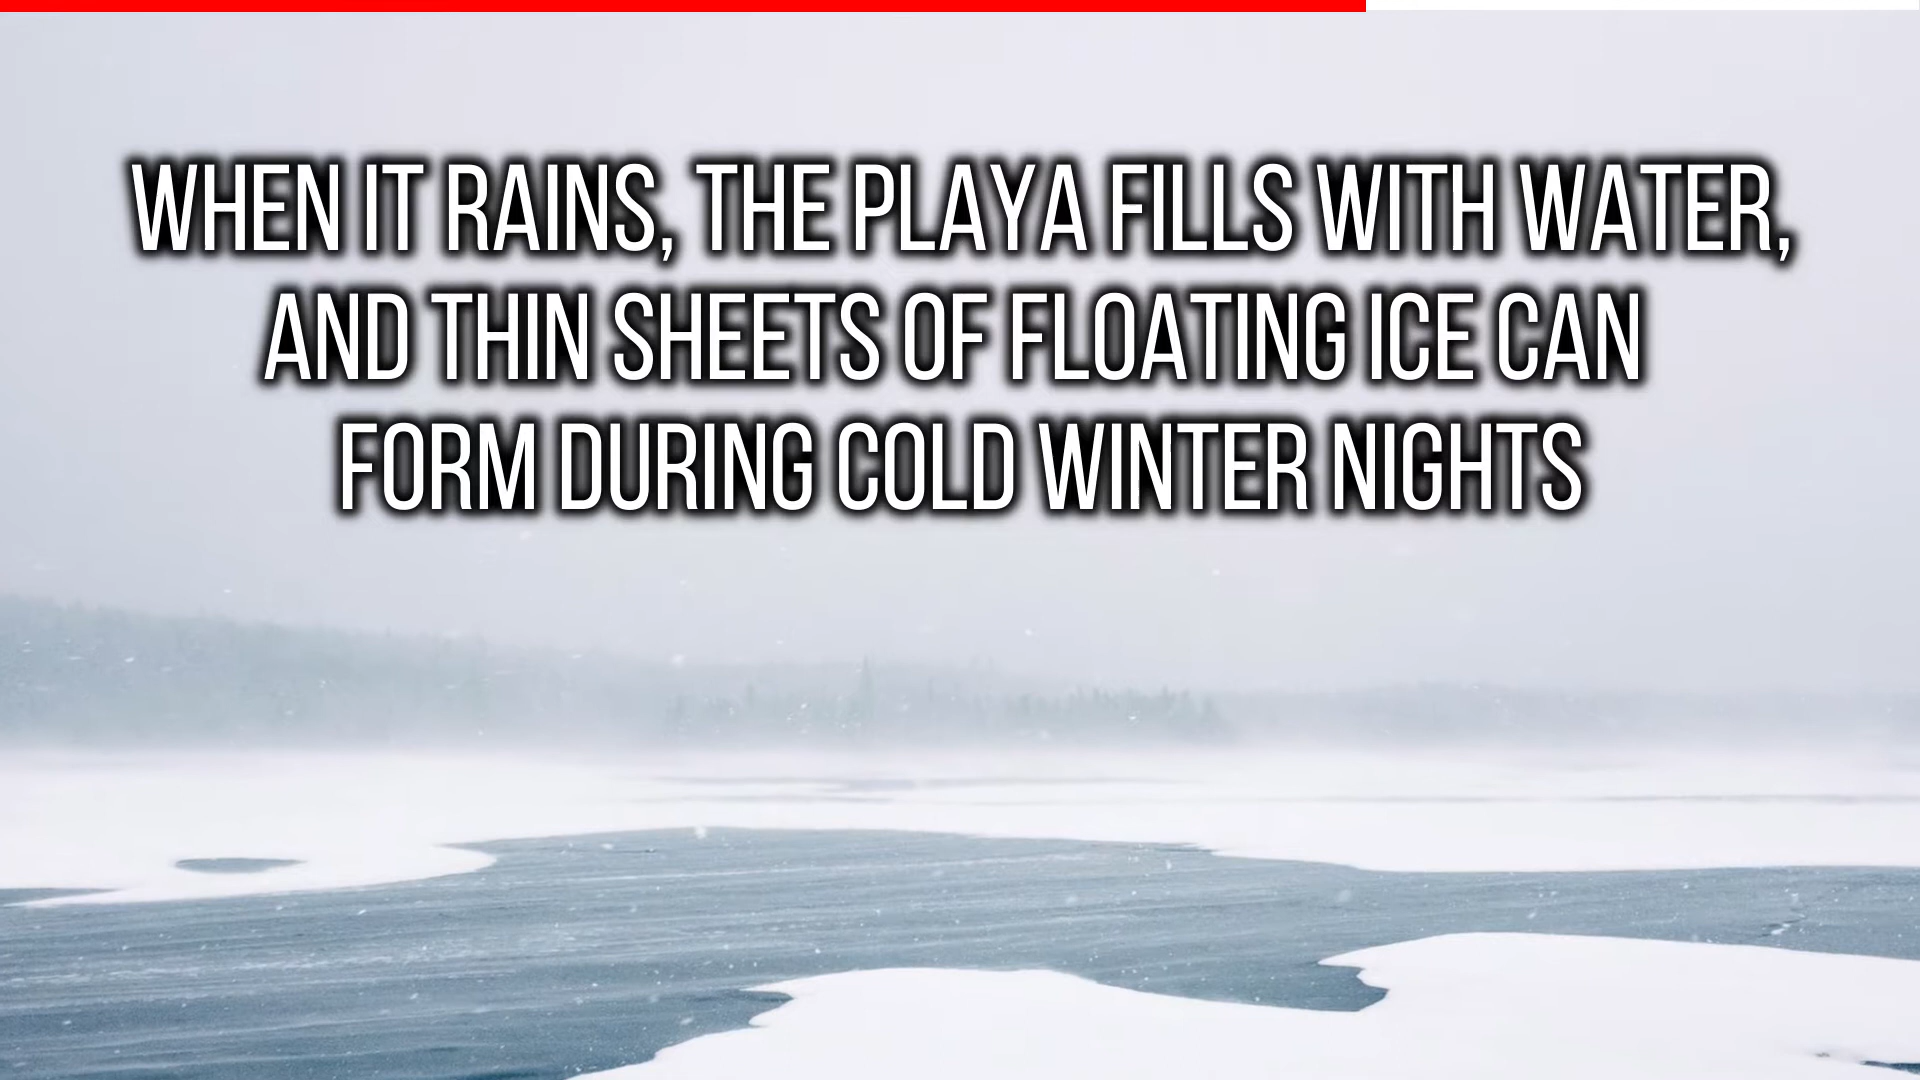 WHEN IT RAINS, THE PLAYA FILLS WITH WATER,
AND THIN SHEETS OF FLOATING ICE CAN
FORM DURING COLD WINTER NIGHTS